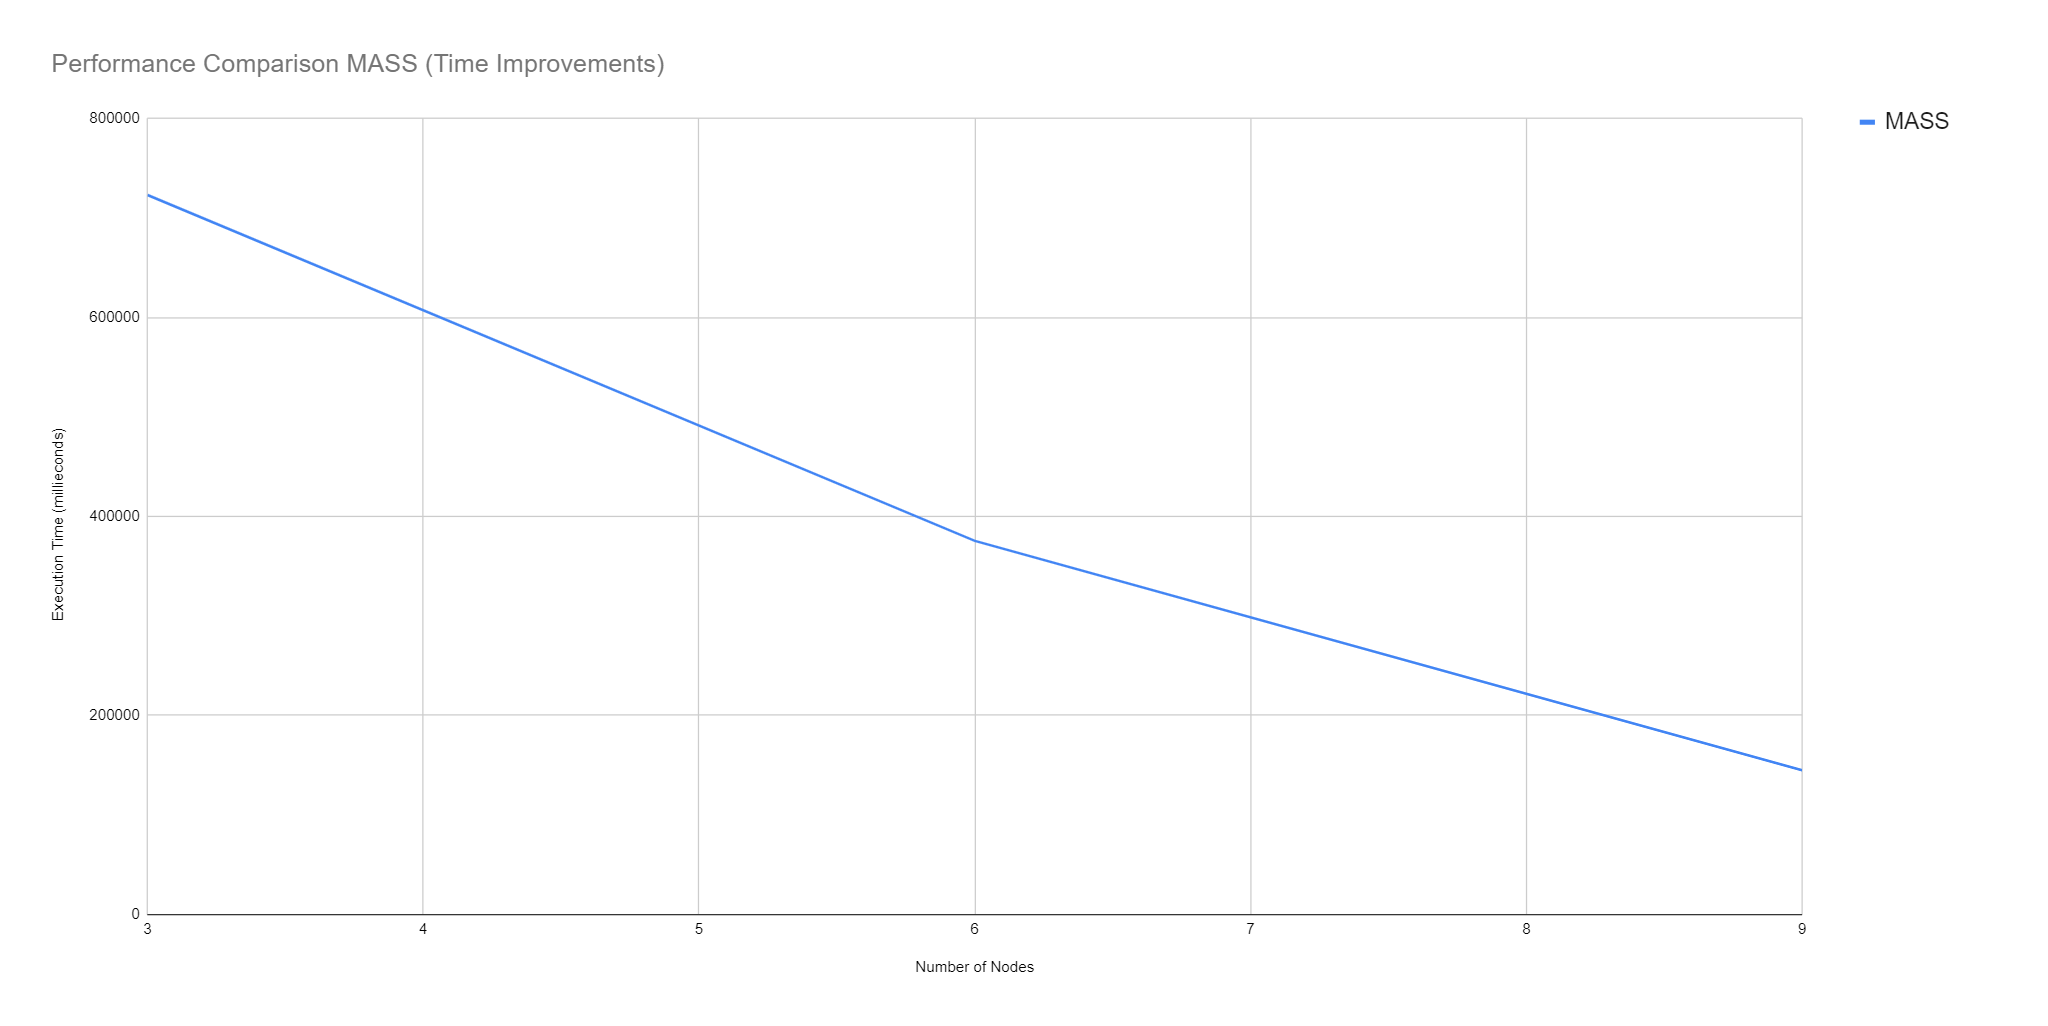 Performance Comparison MASS (Time Improvements)
MASS
800000
600000
400000
200000
0
Execution Time (millieconds)
3 4 5 6 7 8 9
Number of Nodes